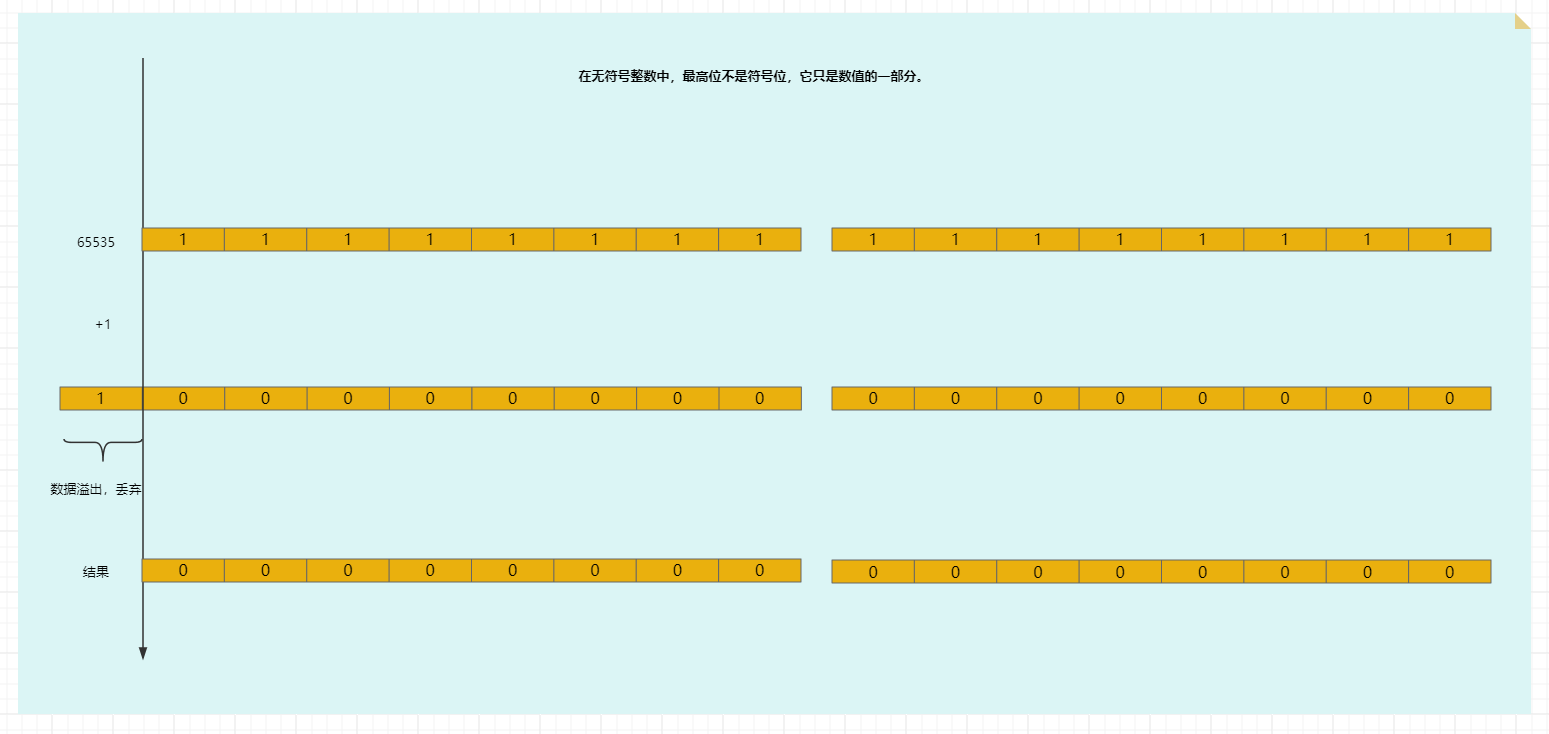 在无符号整数中，最高位不是符号位，它只是数值的一部分。
65535 1 1 1 1 1 1 1 1 1 1 1 1 1 1 1 1
+1
1 0 0 0 0 0 0 0 0 0 0 0 0 0 0 0 0
数据溢出，丢弃
结果 0 0 0 0 0 0 0 0 0 0 0 0 0 0 0 0